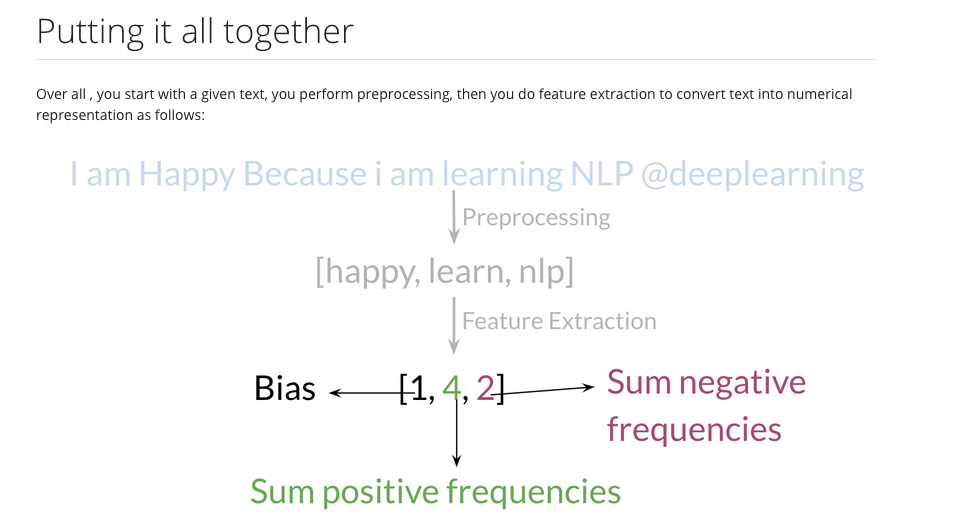 Putting it all together
Over all , you start with a given text, you perform preprocessing, then you do feature extraction to convert text into numerical
representation as follows:
I am Happy Because i am learning NLP @deeplearning
Preprocessing
[happy, learn, nlp]
Feature Extraction
Bias
[1, 4, 2]
Sum negative
frequencies
Sum positive frequencies